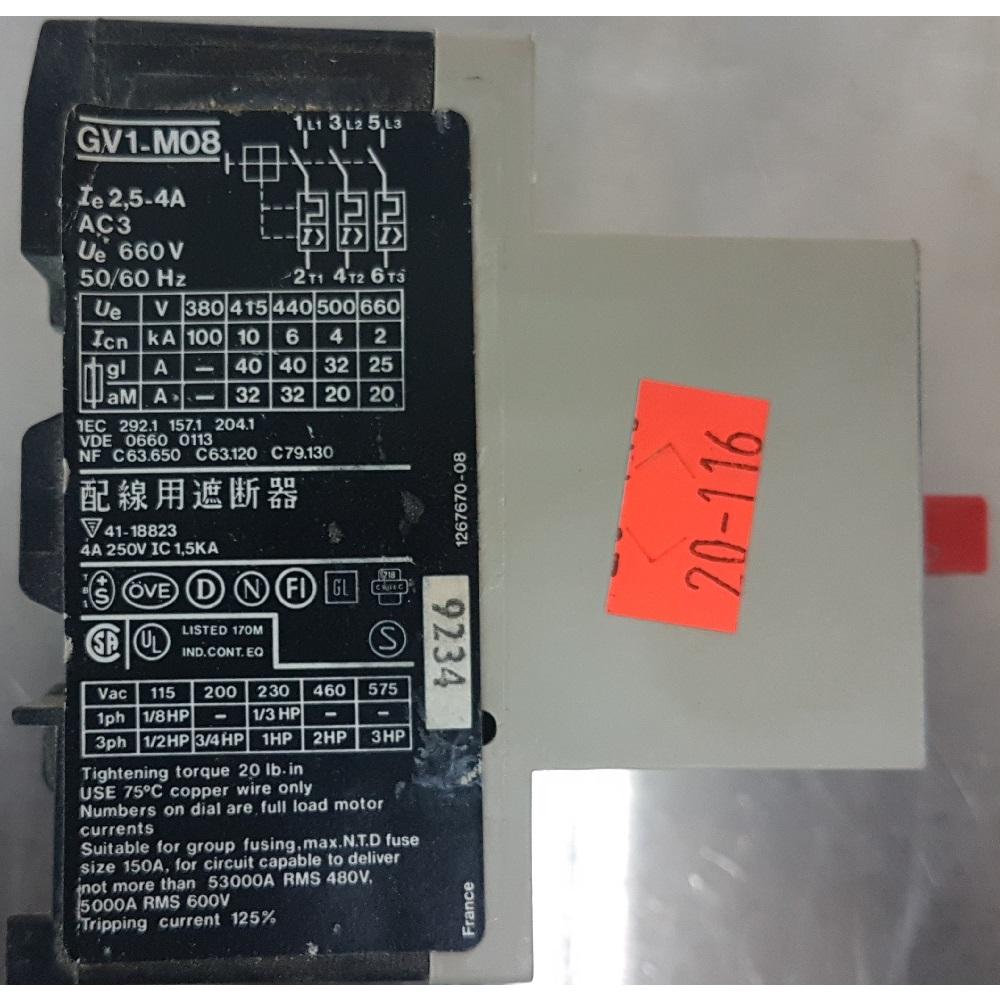 GV1-M08
1 L1 3 L2 5 L3
Ie 2,5-4A
AC3
Ue 660V
50/60 Hz
I> I> I>
2 T1 4 T2 6 T3
Ue V 380 415 440 500 660
Icn kA 100 10 6 4 2
gl A — 40 40 32 25
aM A — 32 32 20 20
IEC 292.1 157.1 204.1
VDE 0660 0113
NF C63.650 C63.120 C79.130
配線用遮断器
41-18823
4A 250V IC 1,5KA
1267670-08
+S ÖVE D N FI GL
SA UL LISTED 170M
IND.CONT.EQ
S
9234
Vac 115 200 230 460 575
1ph 1/8HP – 1/3HP – –
3ph 1/2HP 3/4HP 1HP 2HP 3HP
Tightening torque 20 lb.in
USE 75°C copper wire only
Numbers on dial are full load motor
currents
Suitable for group fusing,max.N.T.D fuse
size 150A, for circuit capable to deliver
not more than 53000A RMS 480V,
5000A RMS 600V
Tripping current 125%
France
20-116